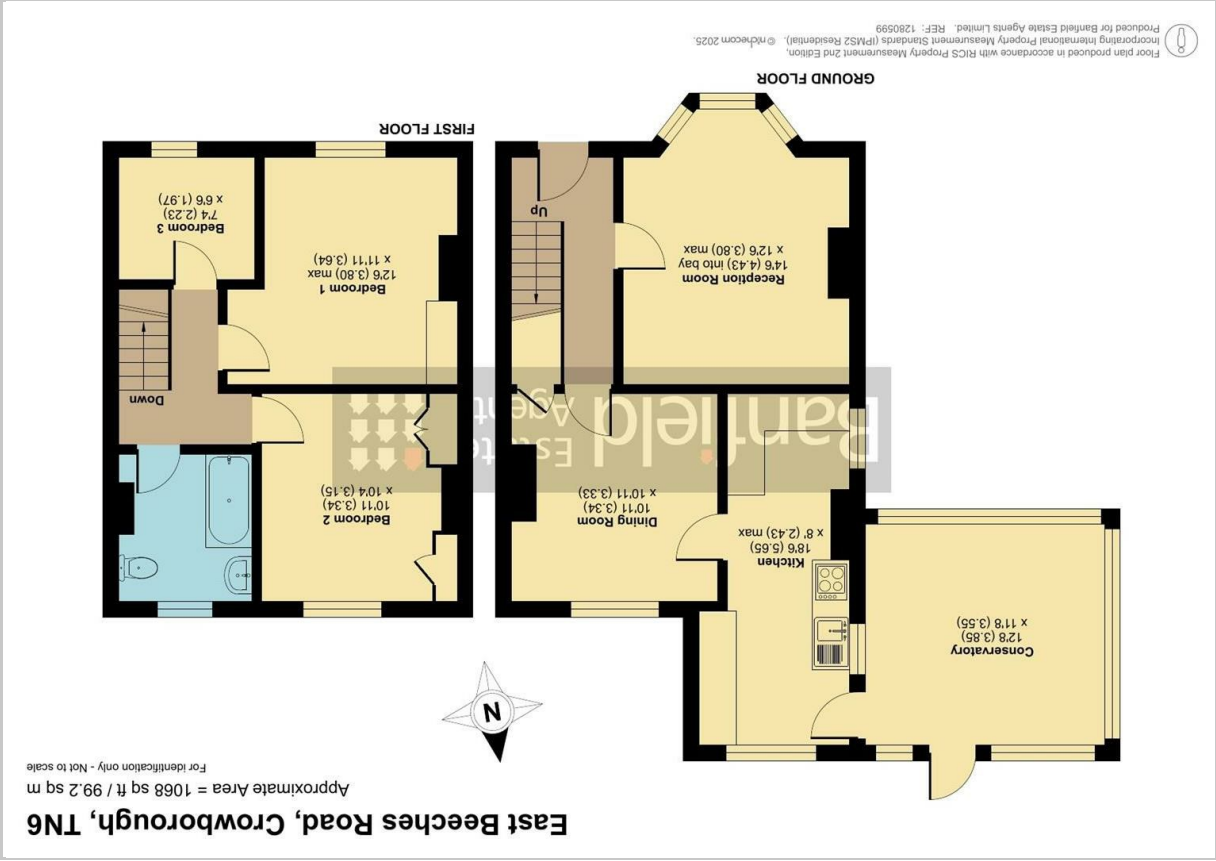 East Beeches Road, Crowborough, TN6
Approximate Area = 1068 sq ft / 99.2 sq m
For identification only - Not to scale
N
Conservatory
12'8 (3.85)
x 11'8 (3.55)
Kitchen
18'6 (5.65)
x 8' (2.43) max
Dining Room
10'11 (3.34)
x 10'11 (3.33)
Bedroom 2
10'11 (3.34)
x 10'4 (3.15)
Banfield
Estate
Agents
Down
Reception Room
14'6 (4.43) into bay
x 12'6 (3.80) max
Up
Bedroom 1
12'6 (3.80) max
x 11'11 (3.64)
Bedroom 3
7'4 (2.23)
x 6'6 (1.97)
GROUND FLOOR
FIRST FLOOR
Floor plan produced in accordance with RICS Property Measurement 2nd Edition,
Incorporating International Property Measurement Standards (IPMS2 Residential). ©nichecom 2025.
Produced for Banfield Estate Agents Limited. REF: 1280599